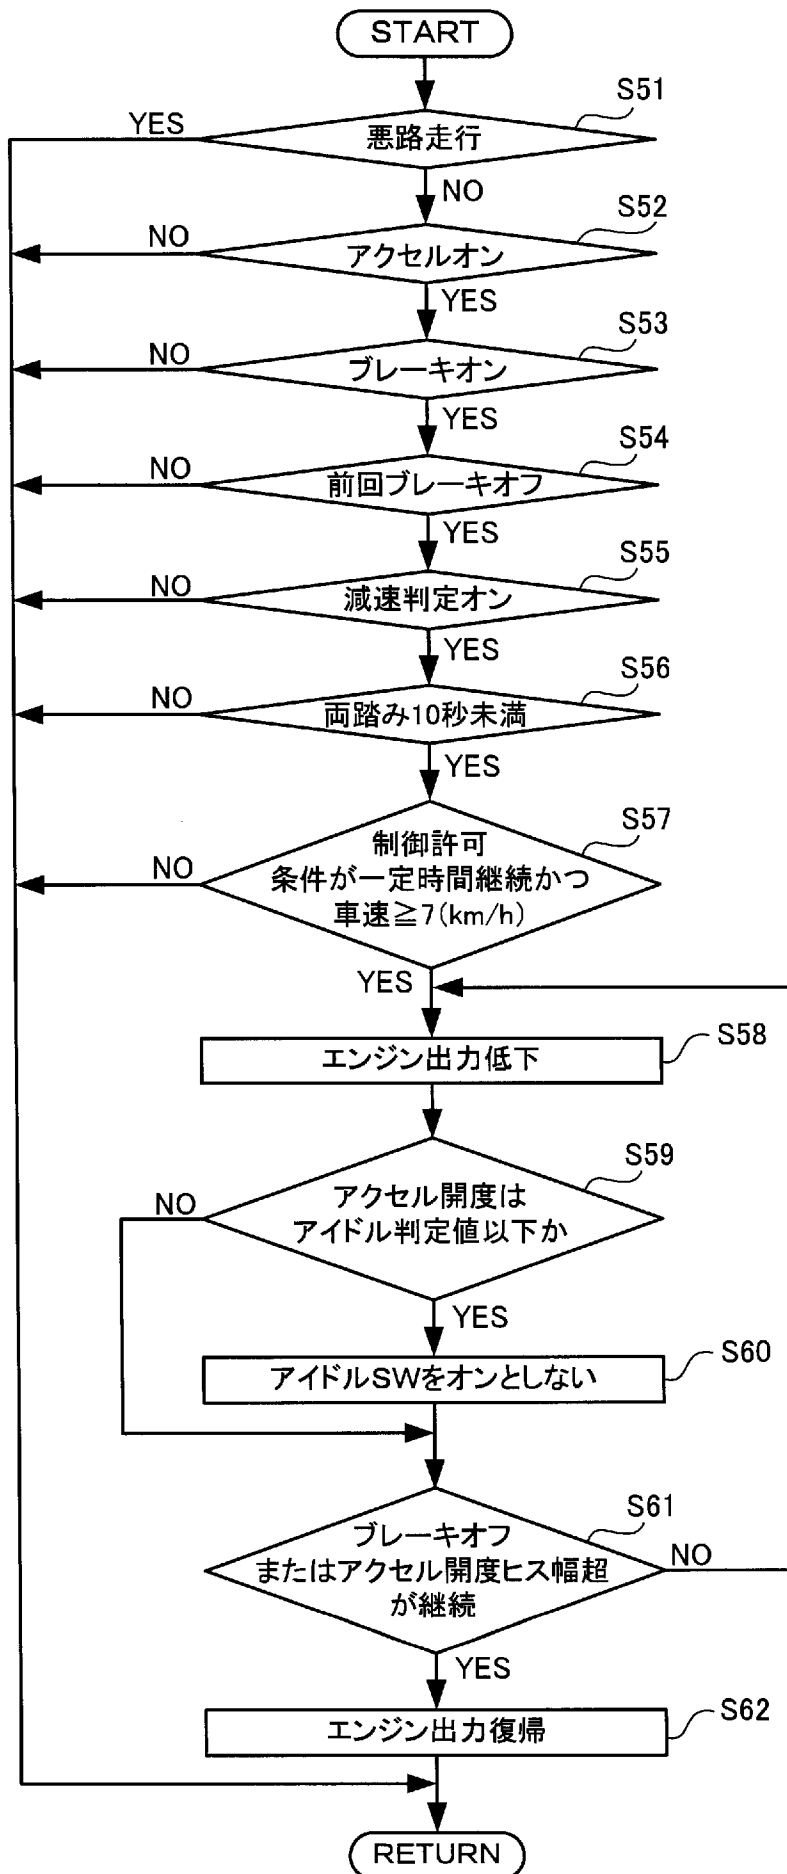 START
S51
YES
悪路走行
NO
S52
NO
アクセルオン
YES
S53
NO
ブレーキオン
YES
S54
NO
前回ブレーキオフ
YES
S55
NO
減速判定オン
YES
S56
NO
両踏み10秒未満
YES
S57
NO
制御許可
条件が一定時間継続かつ
車速≧7(km/h)
YES
S58
エンジン出力低下
S59
NO
アクセル開度は
アイドル判定値以下か
YES
S60
アイドルSWをオンとしない
S61
ブレーキオフ
またはアクセル開度ヒス幅超
が継続
NO
YES
S62
エンジン出力復帰
RETURN